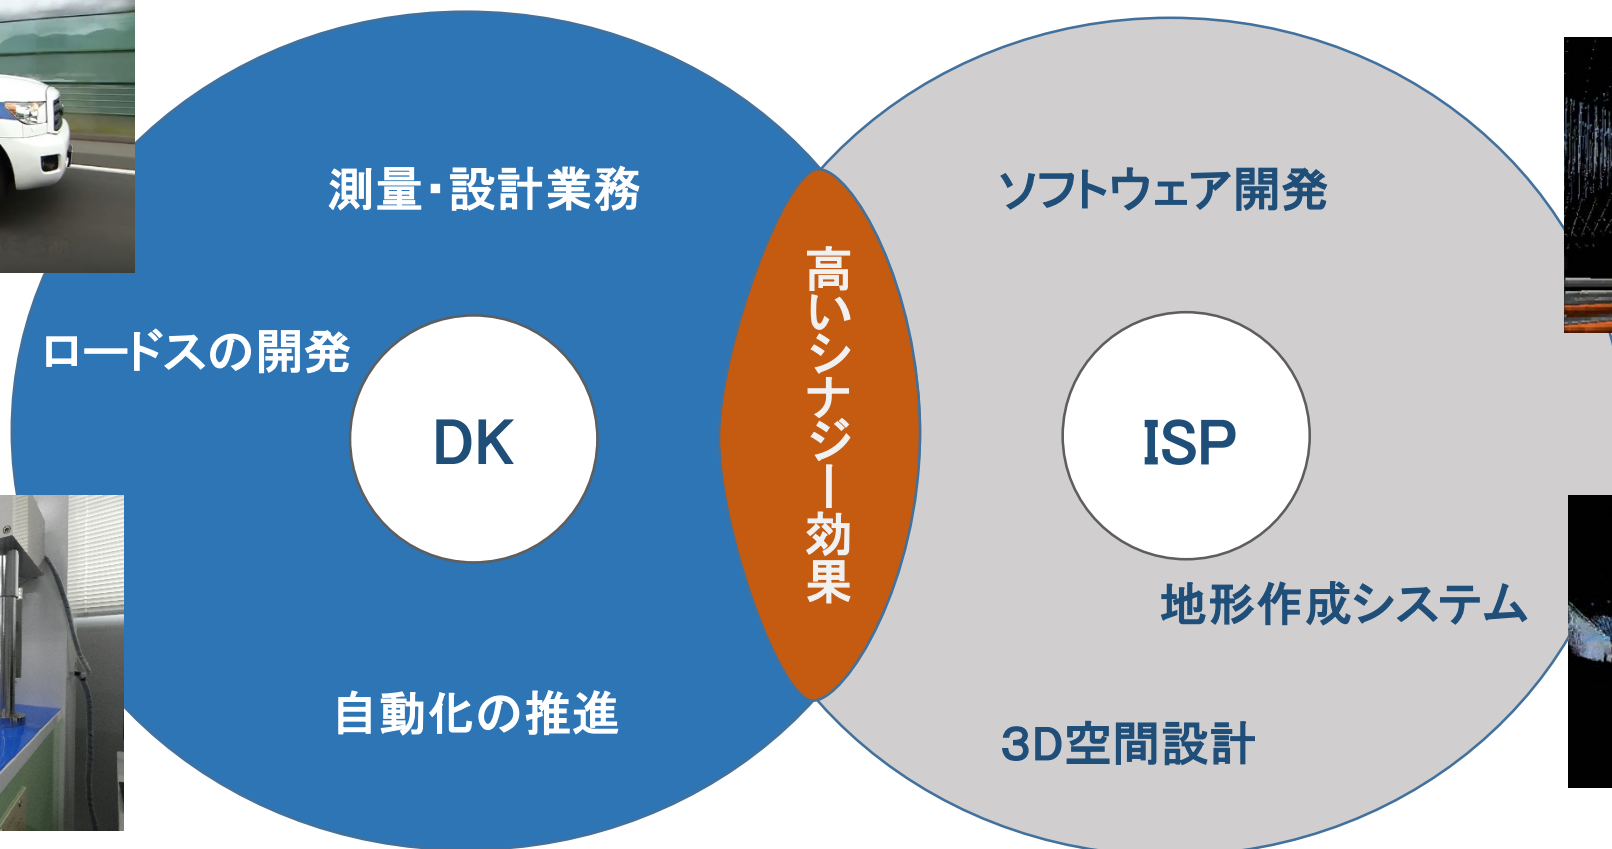 測量・設計業務
ロードスの開発
DK
自動化の推進
高いシナジー効果
ソフトウェア開発
ISP
地形作成システム
3D空間設計